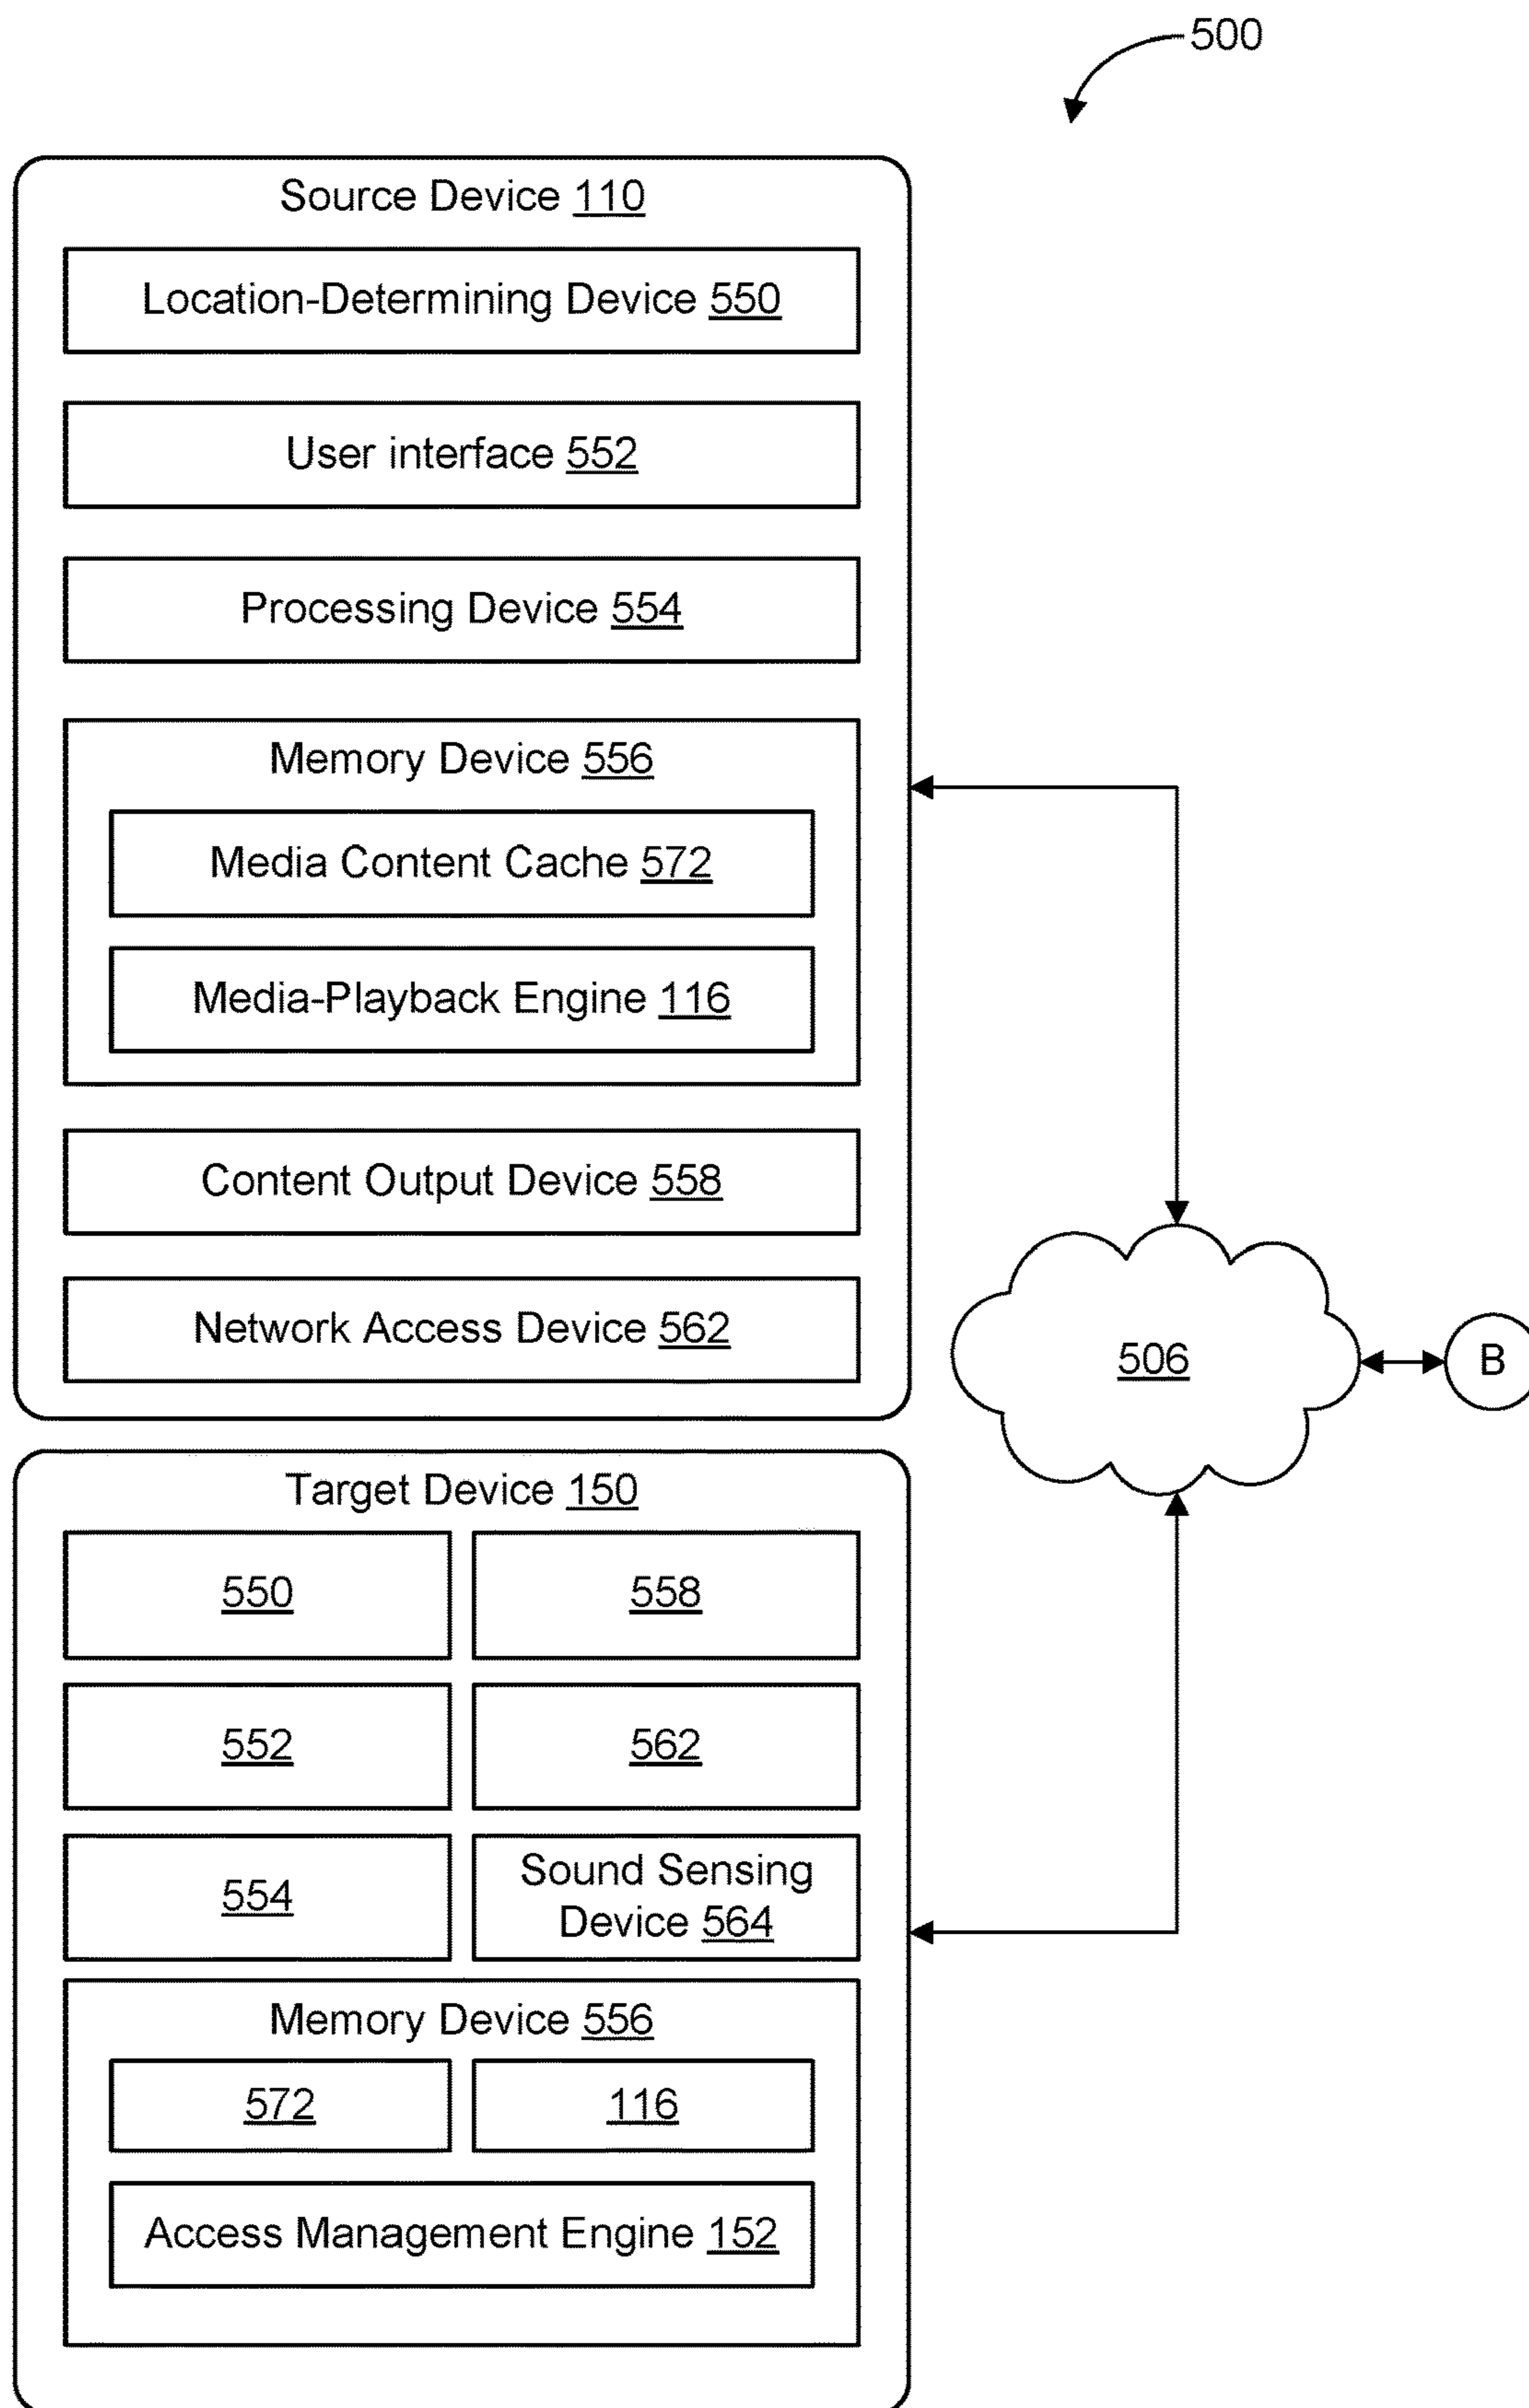 500
Source Device 110
Location-Determining Device 550
User interface 552
Processing Device 554
Memory Device 556
Media Content Cache 572
Media-Playback Engine 116
Content Output Device 558
Network Access Device 562
506
B
Target Device 150
550
558
552
562
554
Sound Sensing
Device 564
Memory Device 556
572
116
Access Management Engine 152